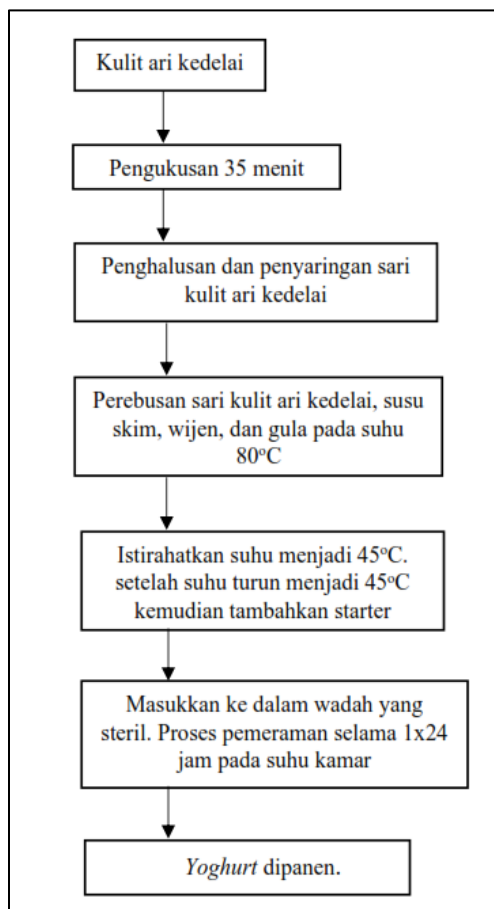 Kulit ari kedelai
Pengukusan 35 menit
Penghalusan dan penyaringan sari
kulit ari kedelai
Perebusan sari kulit ari kedelai, susu
skim, wijen, dan gula pada suhu
80°C
Istirahatkan suhu menjadi 45°C.
setelah suhu turun menjadi 45°C
kemudian tambahkan starter
Masukkan ke dalam wadah yang
steril. Proses pemeraman selama 1x24
jam pada suhu kamar
Yoghurt dipanen.